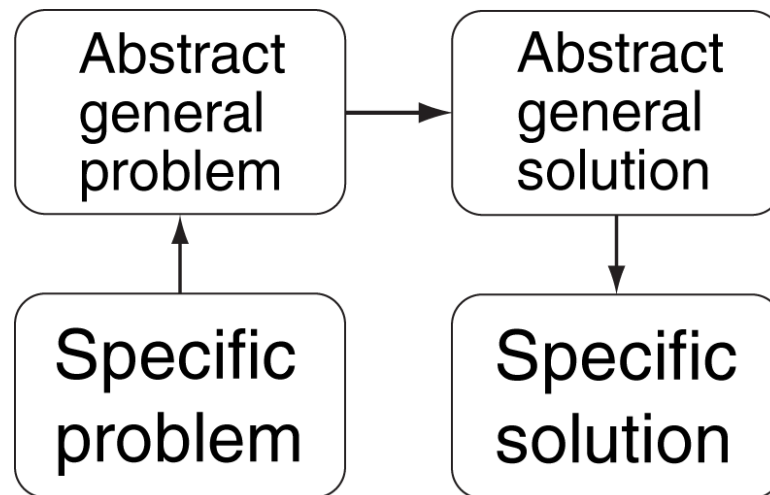 Abstract
general
problem
Abstract
general
solution
Specific
problem
Specific
solution